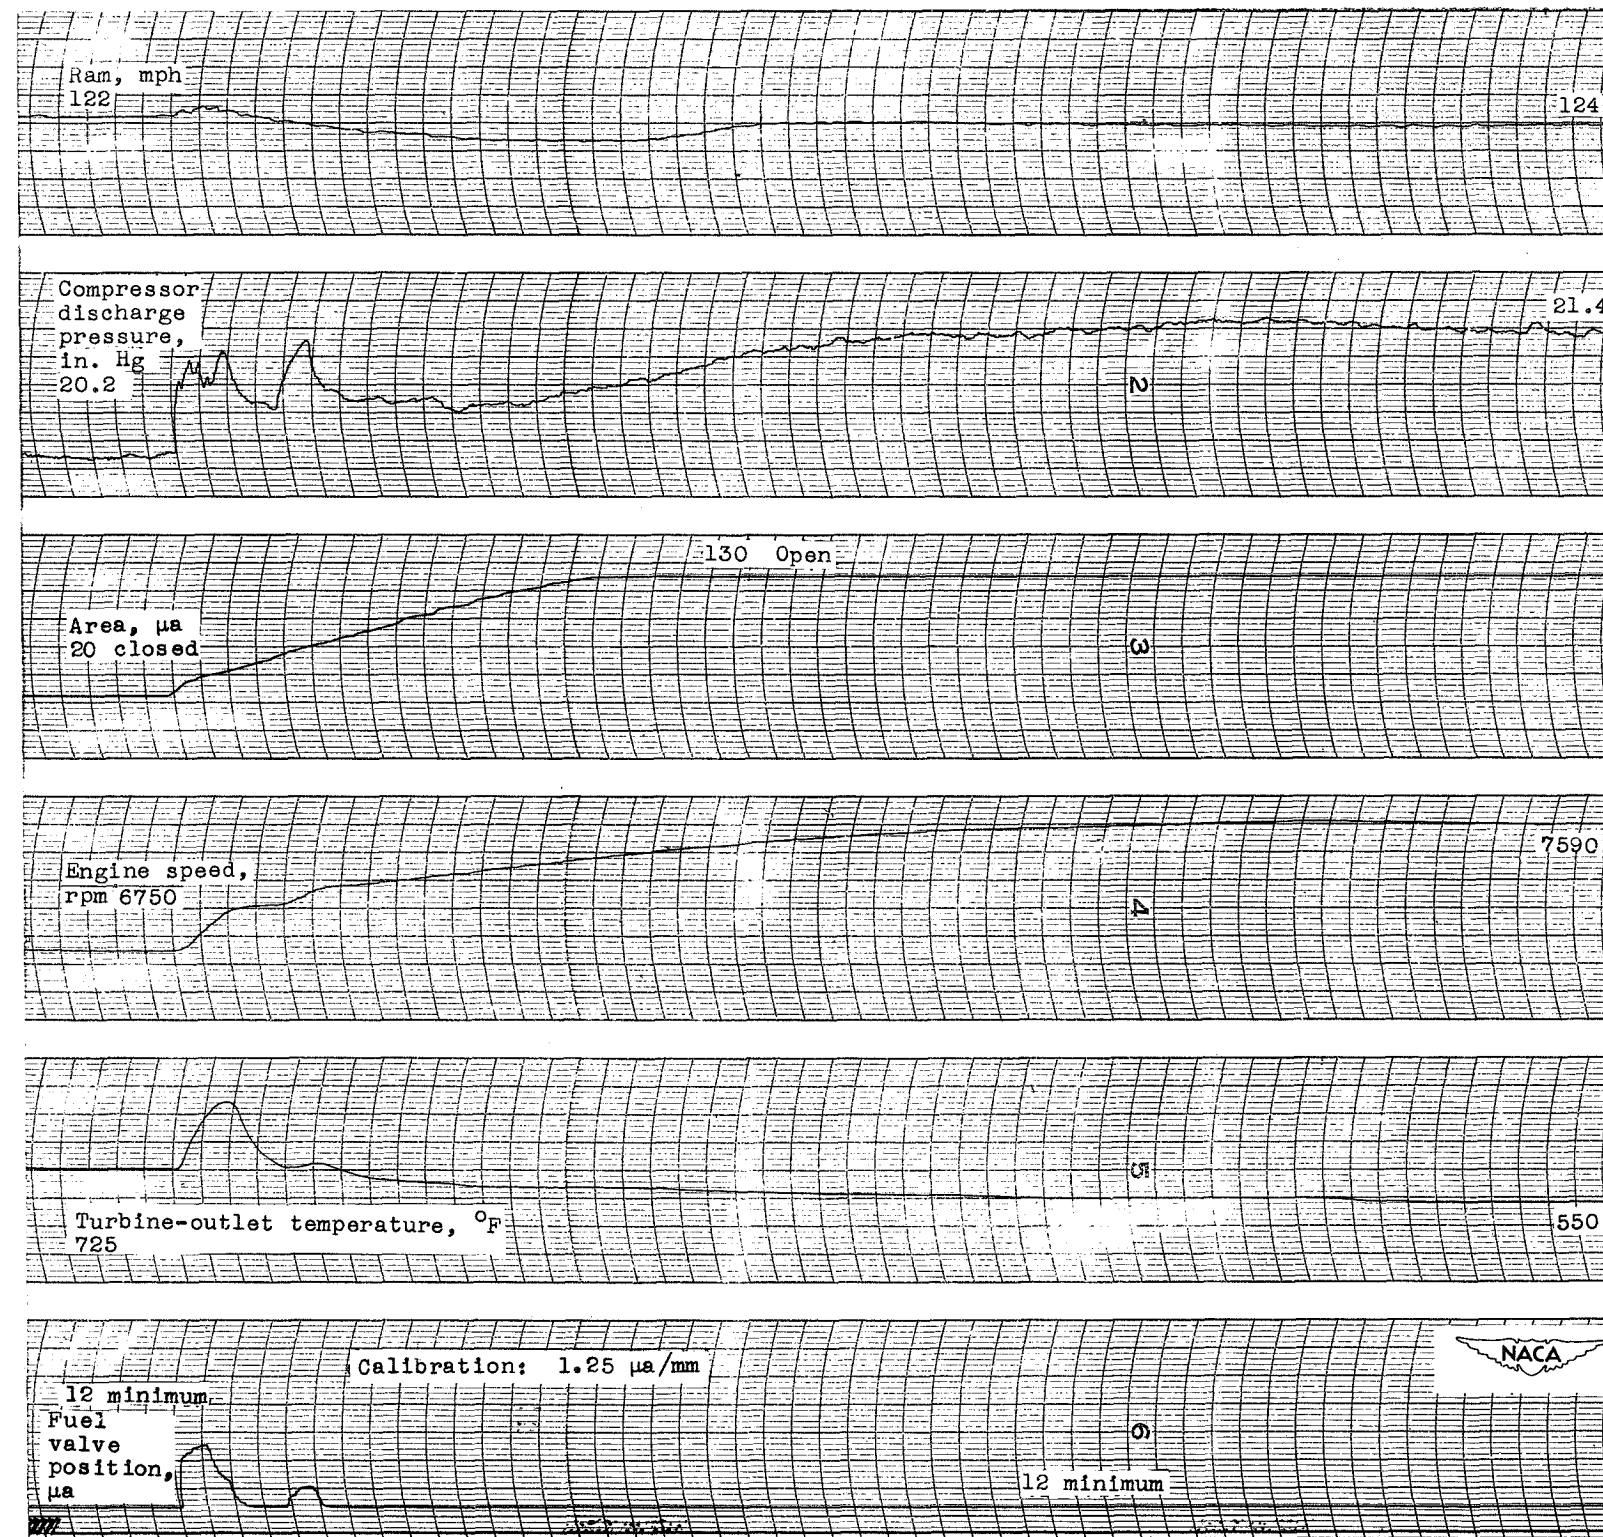 Ram, mph
122
124
Compressor
discharge
pressure,
in. Hg
20.2
21.4
2
130 Open
Area, μa
20 closed
3
Engine speed,
rpm 6750
7590
4
5
Turbine-outlet temperature, °F
725
550
Calibration: 1.25 μa/mm
NACA
12 minimum
Fuel
valve
position,
μa
6
12 minimum